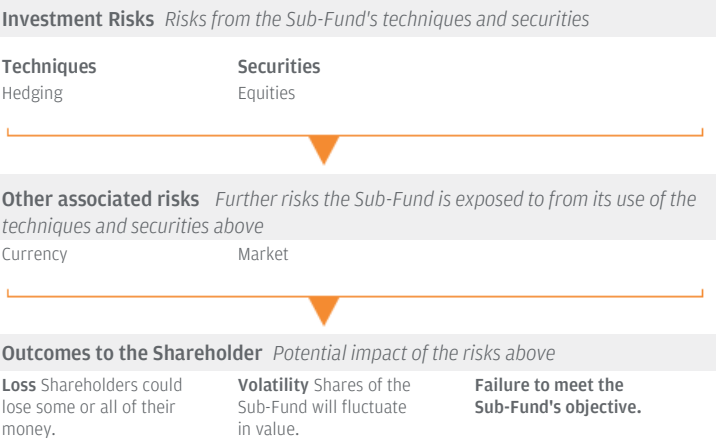 Investment Risks Risks from the Sub-Fund's techniques and securities
Techniques Securities
Hedging Equities
Other associated risks Further risks the Sub-Fund is exposed to from its use of the
techniques and securities above
Currency Market
Outcomes to the Shareholder Potential impact of the risks above
Loss Shareholders could
lose some or all of their
money.
Volatility Shares of the
Sub-Fund will fluctuate
in value.
Failure to meet the
Sub-Fund's objective.